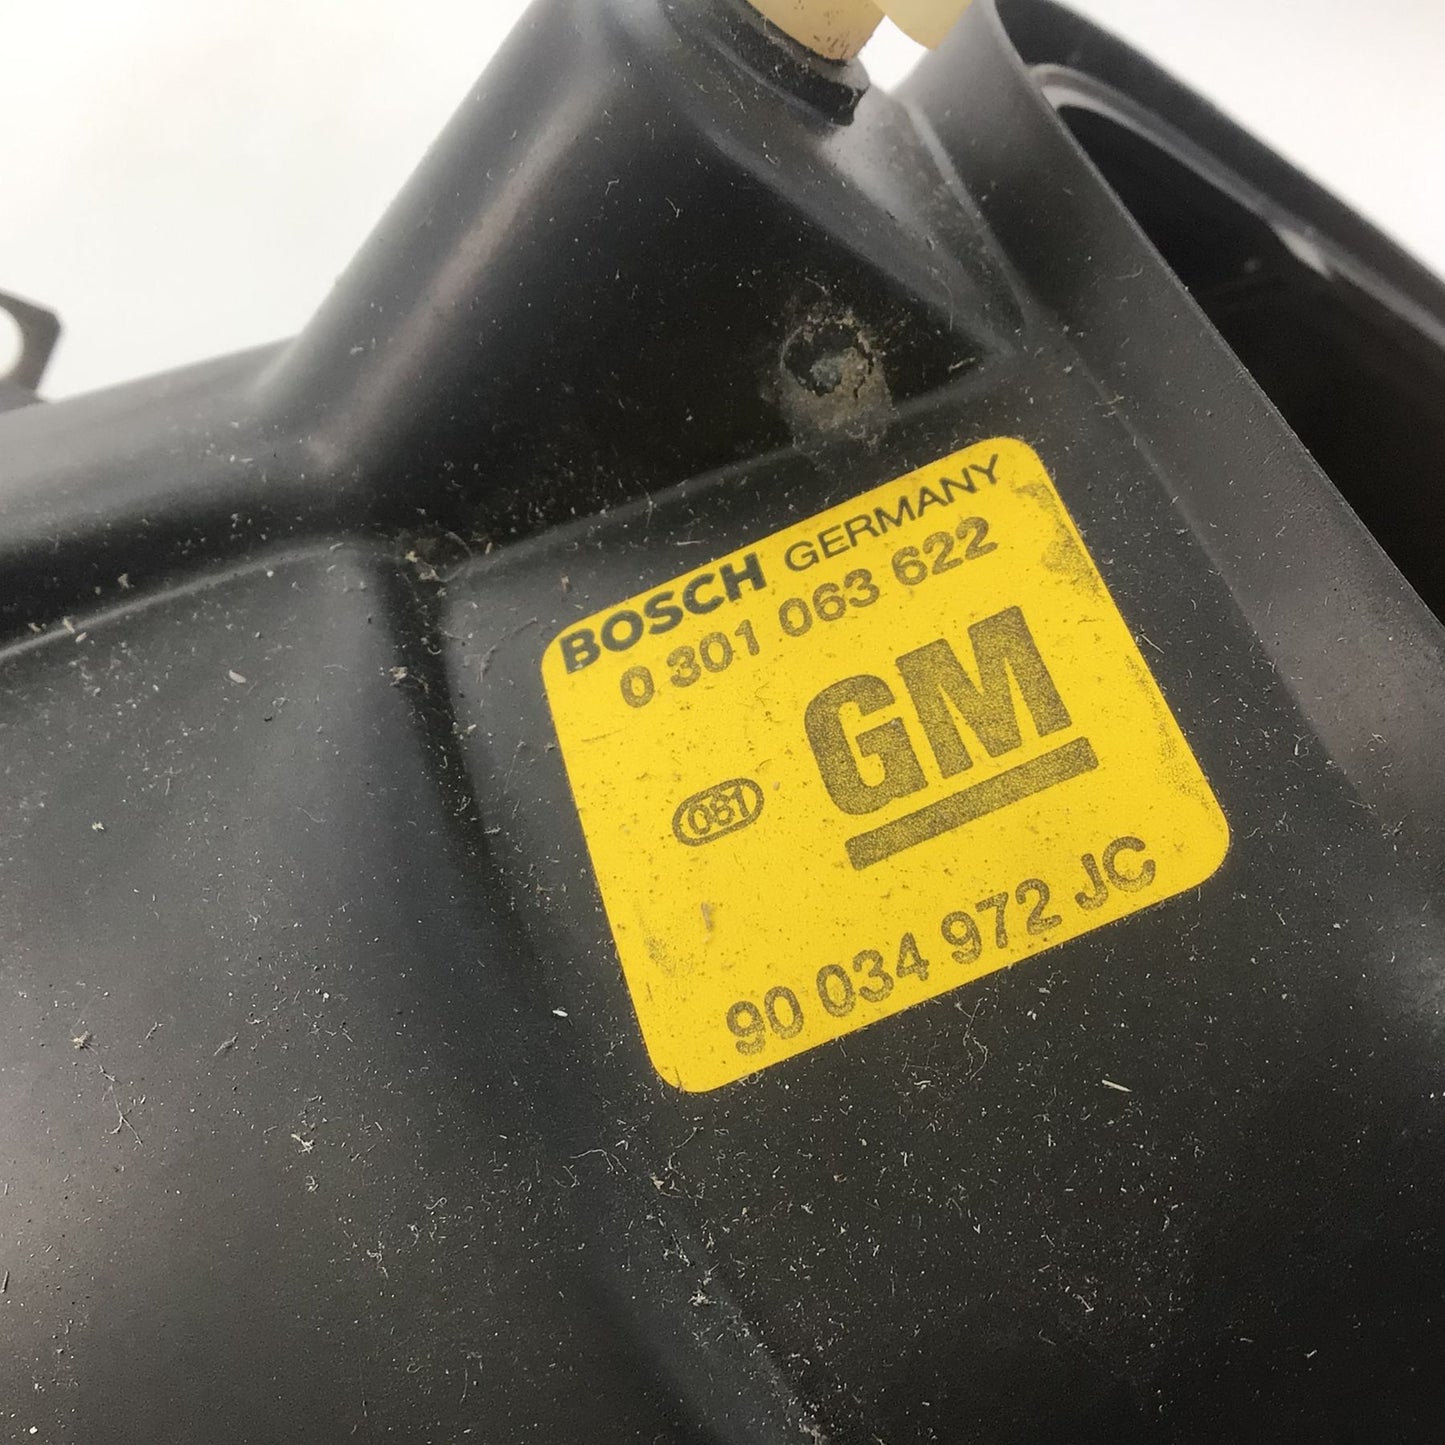 BOSCH GERMANY
0 301 063 622
GM
081
90 034 972 JC